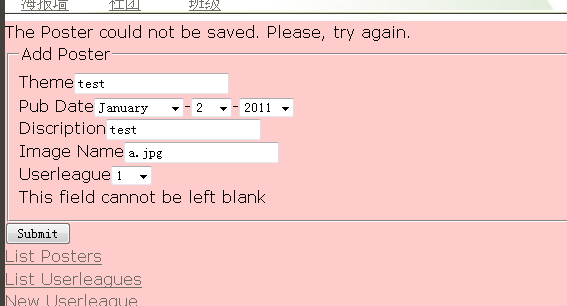 海报墙 社团 班级
The Poster could not be saved. Please, try again.
Add Poster
Theme test
Pub Date January - 2 - 2011
Discription test
Image Name a.jpg
Userleague 1
This field cannot be left blank
Submit
List Posters
List Userleagues
New Userleague